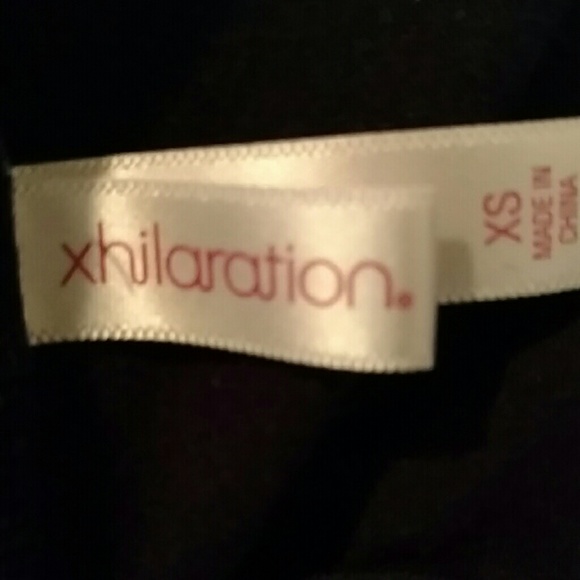 xhilaration.
XS
MADE IN
CHINA